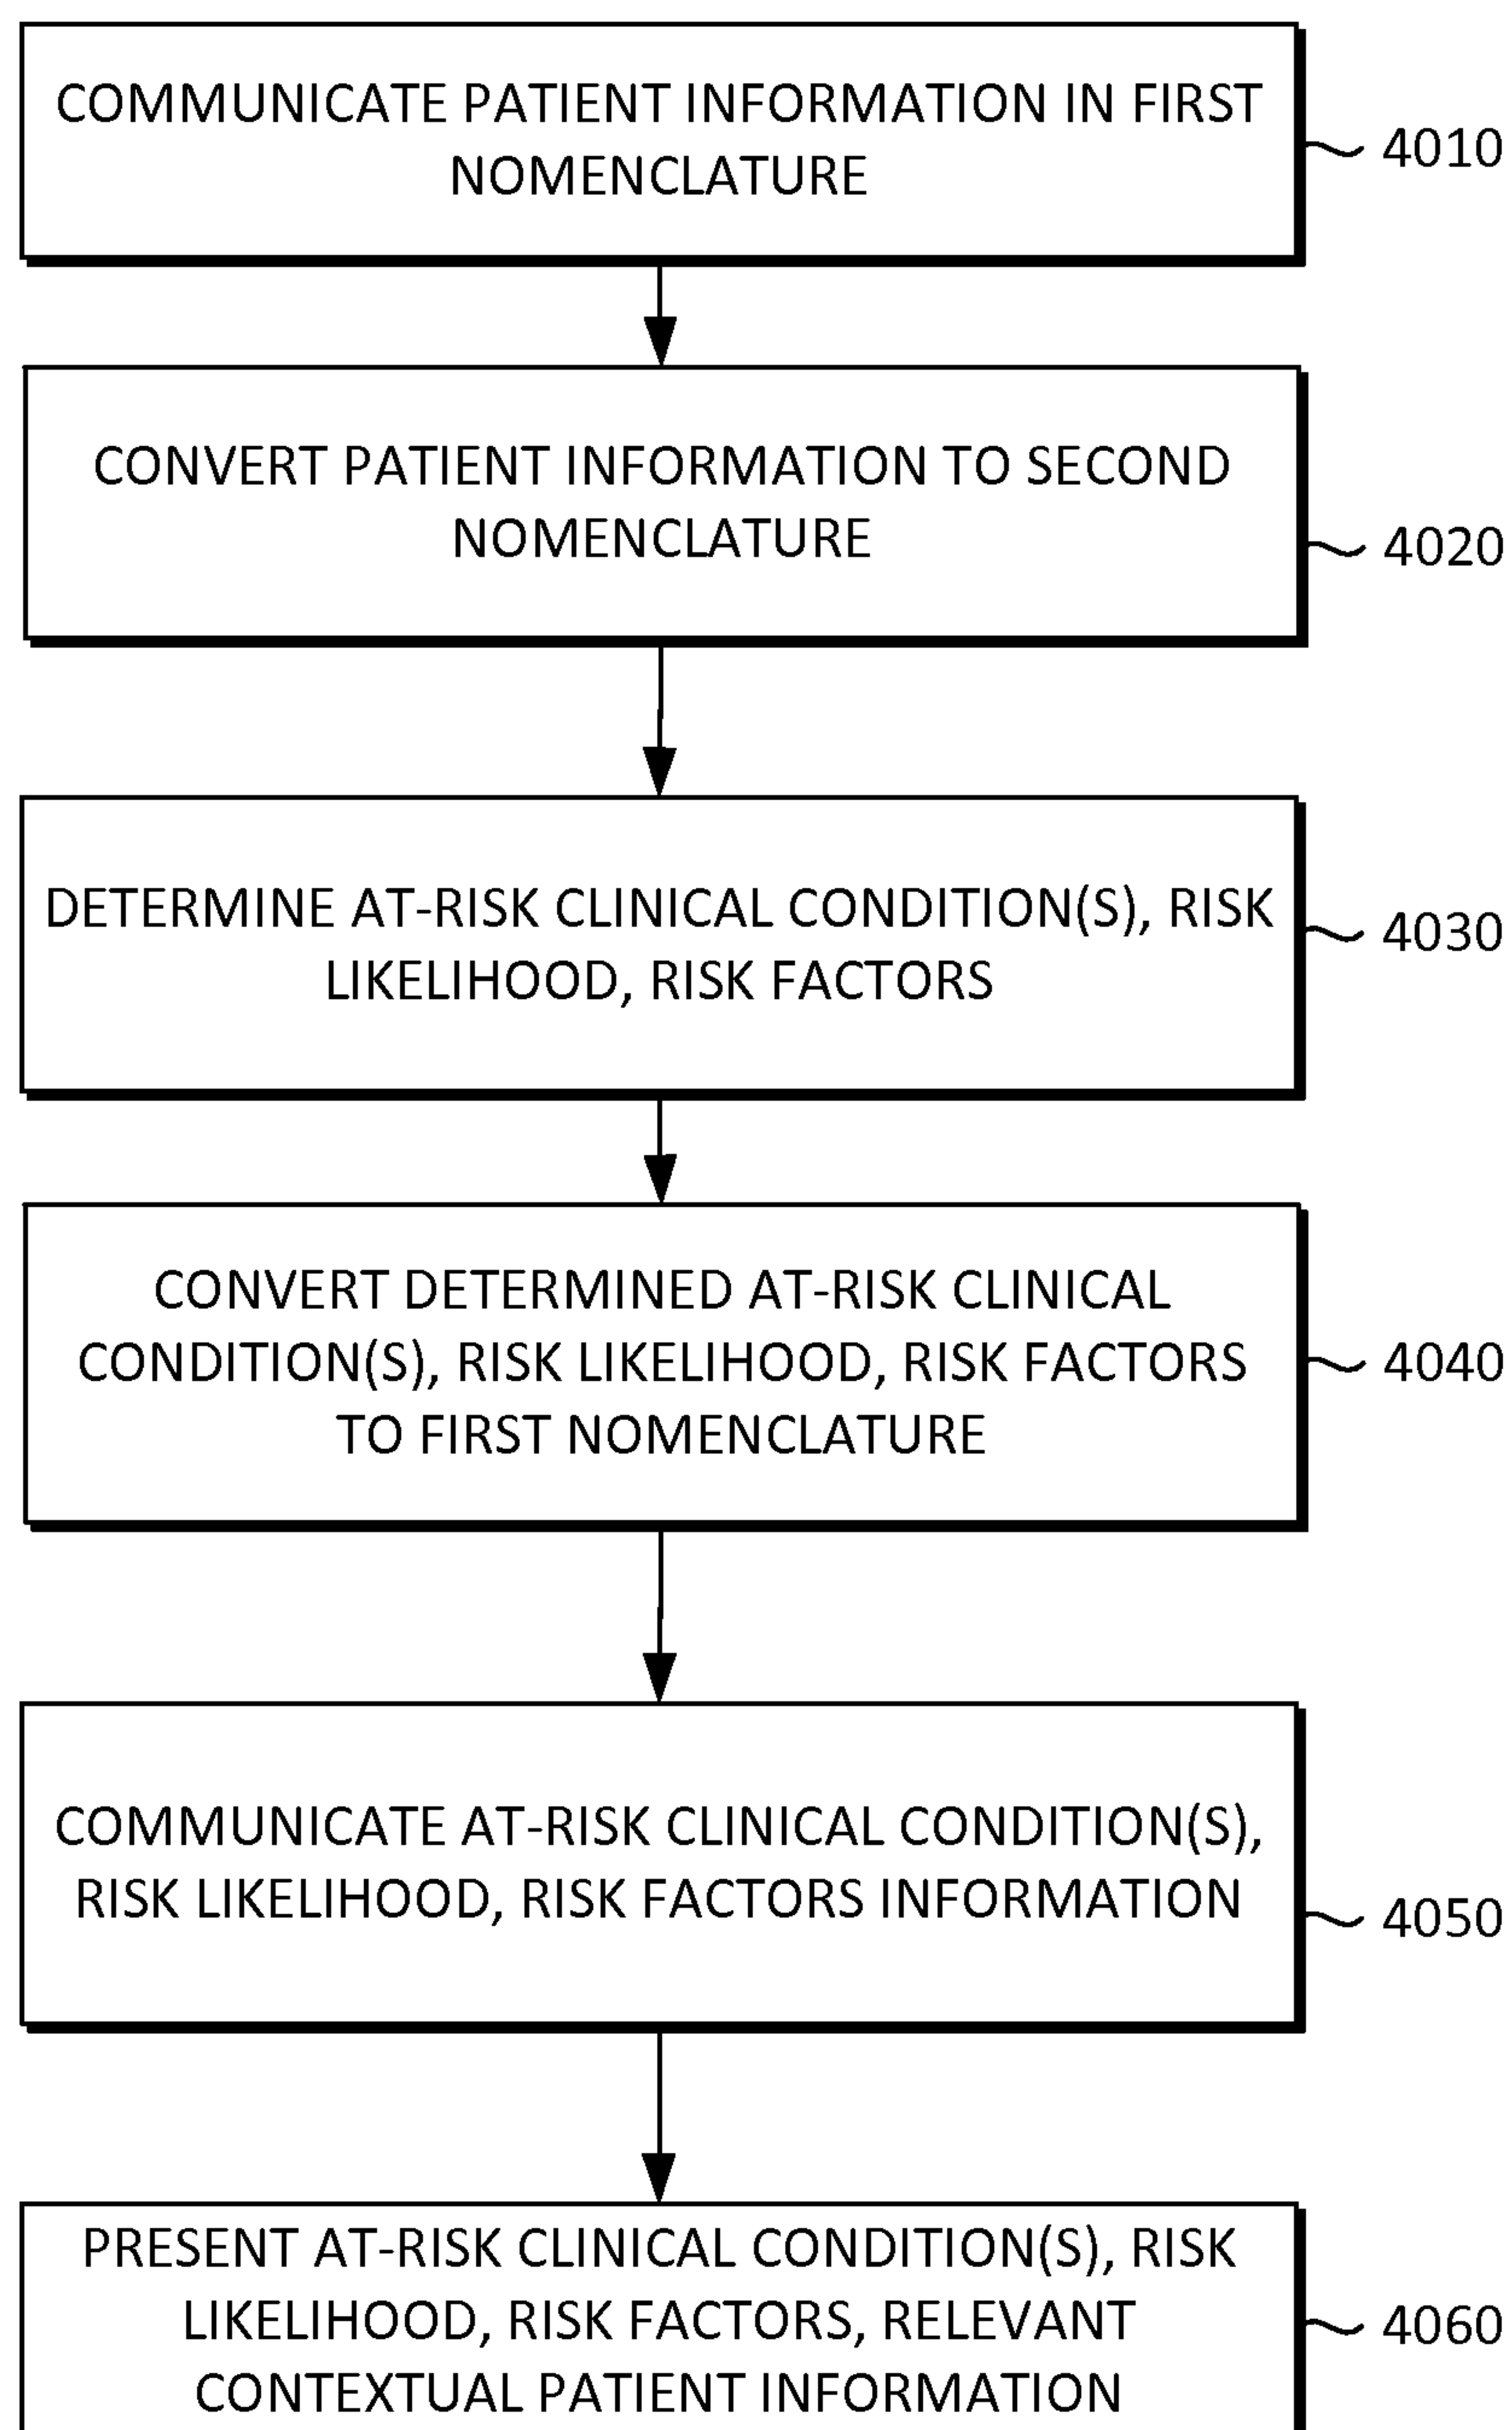 COMMUNICATE PATIENT INFORMATION IN FIRST
NOMENCLATURE
4010
CONVERT PATIENT INFORMATION TO SECOND
NOMENCLATURE
4020
DETERMINE AT-RISK CLINICAL CONDITION(S), RISK
LIKELIHOOD, RISK FACTORS
4030
CONVERT DETERMINED AT-RISK CLINICAL
CONDITION(S), RISK LIKELIHOOD, RISK FACTORS
TO FIRST NOMENCLATURE
4040
COMMUNICATE AT-RISK CLINICAL CONDITION(S),
RISK LIKELIHOOD, RISK FACTORS INFORMATION
4050
PRESENT AT-RISK CLINICAL CONDITION(S), RISK
LIKELIHOOD, RISK FACTORS, RELEVANT
CONTEXTUAL PATIENT INFORMATION
4060